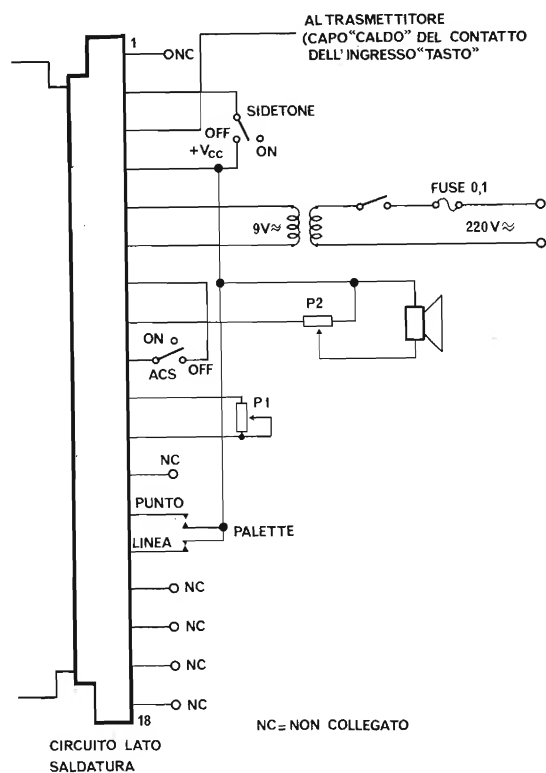 AL TRASMETTITORE
(CAPO "CALDO" DEL CONTATTO
DELL'INGRESSO "TASTO"
1
NC
SIDETONE
OFF
ON
+Vcc
FUSE 0,1
9V≈
220V≈
P2
ON
ACS
OFF
P1
NC
PUNTO
PALETTE
LINEA
NC
NC
NC
NC
18
NC=NON COLLEGATO
CIRCUITO LATO
SALDATURA